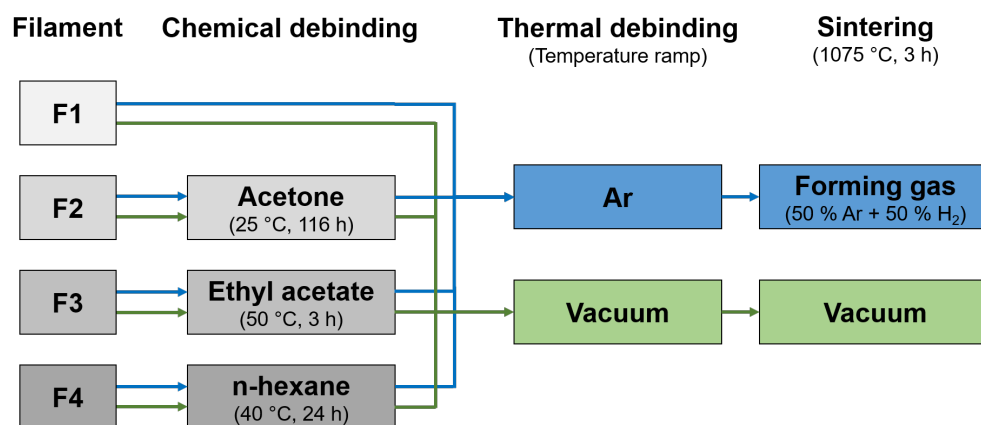 Filament Chemical debinding Thermal debinding Sintering
(Temperature ramp) (1075 °C, 3 h)
F1
F2 Acetone Ar Forming gas
(25 °C, 116 h) (50 % Ar + 50 % H₂)
F3 Ethyl acetate Vacuum Vacuum
(50 °C, 3 h)
F4 n-hexane
(40 °C, 24 h)